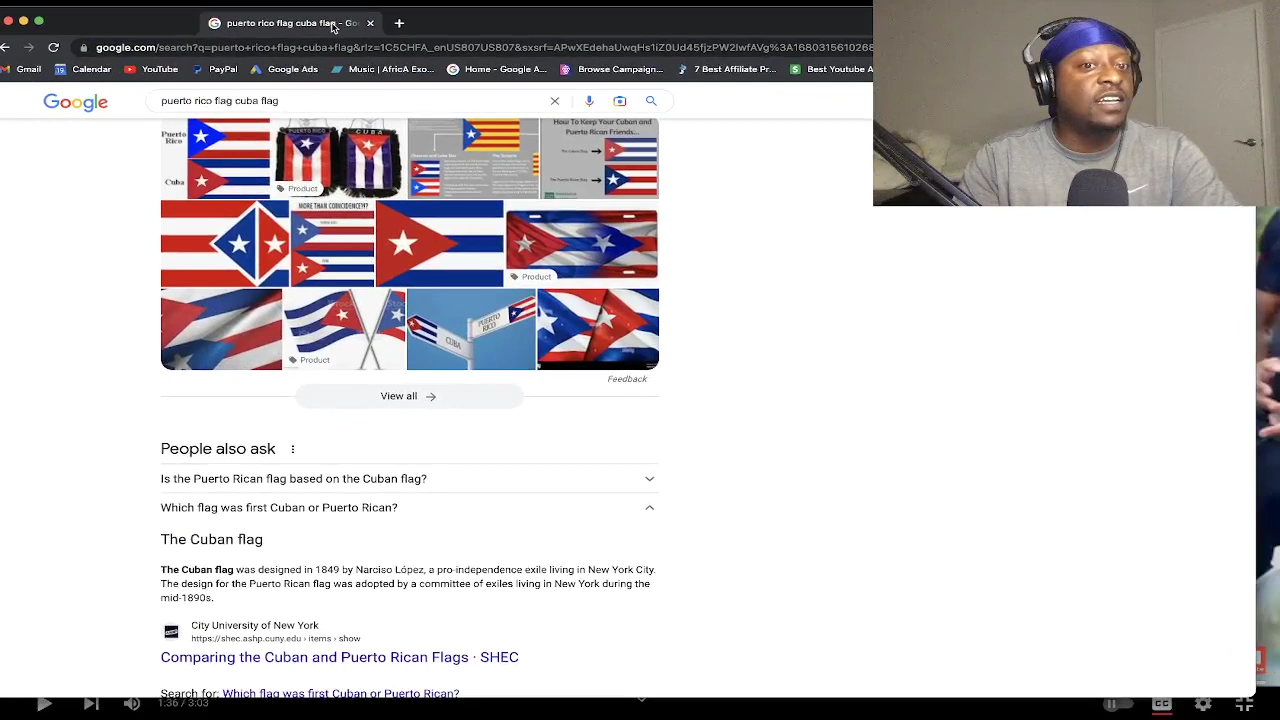 puerto rico flag cuba flag - Go
google.com/search?q=puerto+rico+flag+cuba+flag&rlz=1C5CHFA_enUS807US807&sxsrf=
Gmail Calendar YouTube PayPal Google Ads My Drive - Google... Home - Google A... Browse Campaign... 7 Best Affiliate Pr... Best Youtube A
Google
puerto rico flag cuba flag
Puerto
Rico
Cuba
PUERTO RICO
CUBA
Product
How To Keep Your Cuban and
Puerto Rican Friends...
MORE THAN COINCIDENCE?!?
Product
CUBA
PUERTO
RICO
Product
Feedback
View all
People also ask
Is the Puerto Rican flag based on the Cuban flag?
Which flag was first Cuban or Puerto Rican?
The Cuban flag
The Cuban flag was designed in 1849 by Narciso López, a pro-independence exile living in New York City.
The design for the Puerto Rican flag was adopted by a committee of exiles living in New York during the
mid-1890s.
City University of New York
https://shec.ashp.cuny.edu › items › show
Comparing the Cuban and Puerto Rican Flags · SHEC
Search for: Which flag was first Cuban or Puerto Rico?
1:36 / 3:03
CC